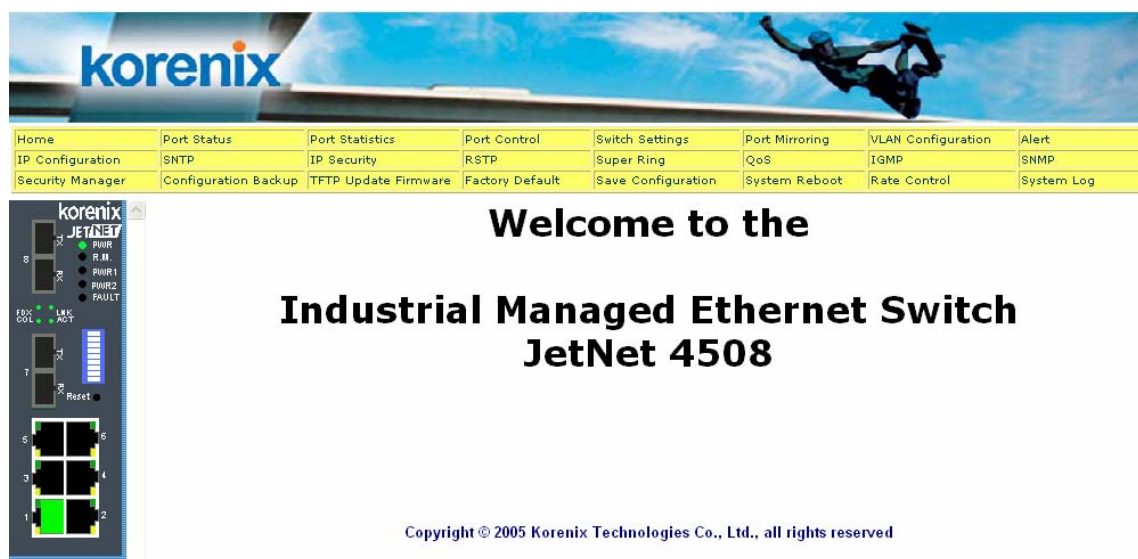 korenix
Home Port Status Port Statistics Port Control Switch Settings Port Mirroring VLAN Configuration Alert
IP Configuration SNTP IP Security RSTP Super Ring QoS IGMP SNMP
Security Manager Configuration Backup TFTP Update Firmware Factory Default Save Configuration System Reboot Rate Control System Log
korenix
JETNET
TX
PWR
R.M.
8
RX
PWR1
PWR2
FAULT
FDX LNK
COL ACT
TX
7
RX
Reset
5 6
3 4
1 2
Welcome to the
Industrial Managed Ethernet Switch
JetNet 4508
Copyright © 2005 Korenix Technologies Co., Ltd., all rights reserved